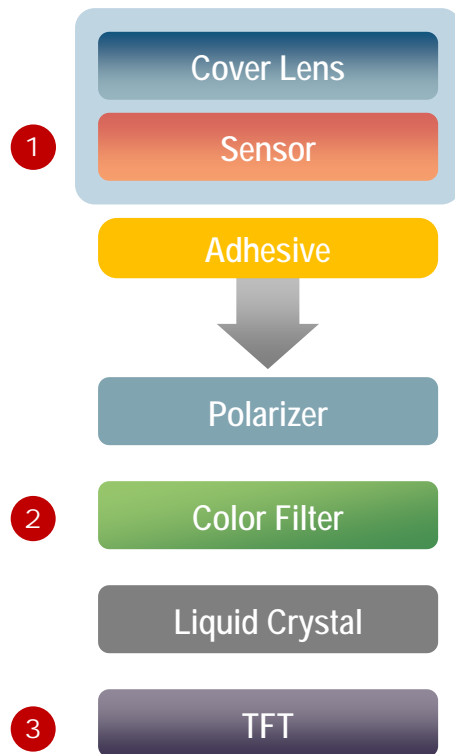 Cover Lens
1
Sensor
Adhesive
Polarizer
2
Color Filter
Liquid Crystal
3
TFT